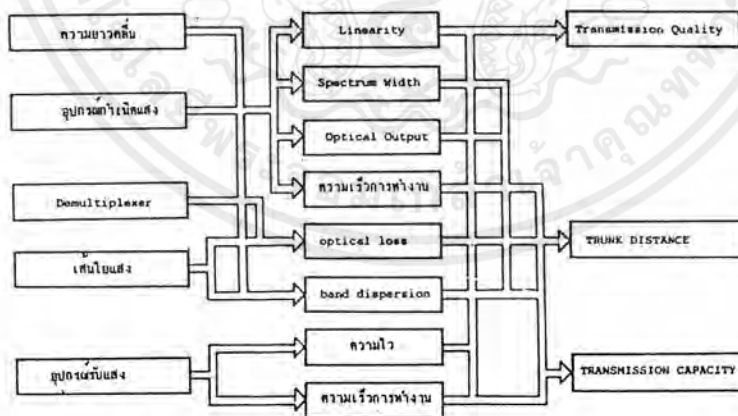 ความยาวคลื่น
อุปกรณ์กำเนิดแสง
Demultiplexer
เส้นใยแสง
อุปกรณ์รับแสง
Linearity
Spectrum Width
Optical Output
ความเร็วการทำงาน
optical loss
band dispersion
ความไว
ความเร็วการทำงาน
Transmission Quality
TRUNK DISTANCE
TRANSMISSION CAPACITY